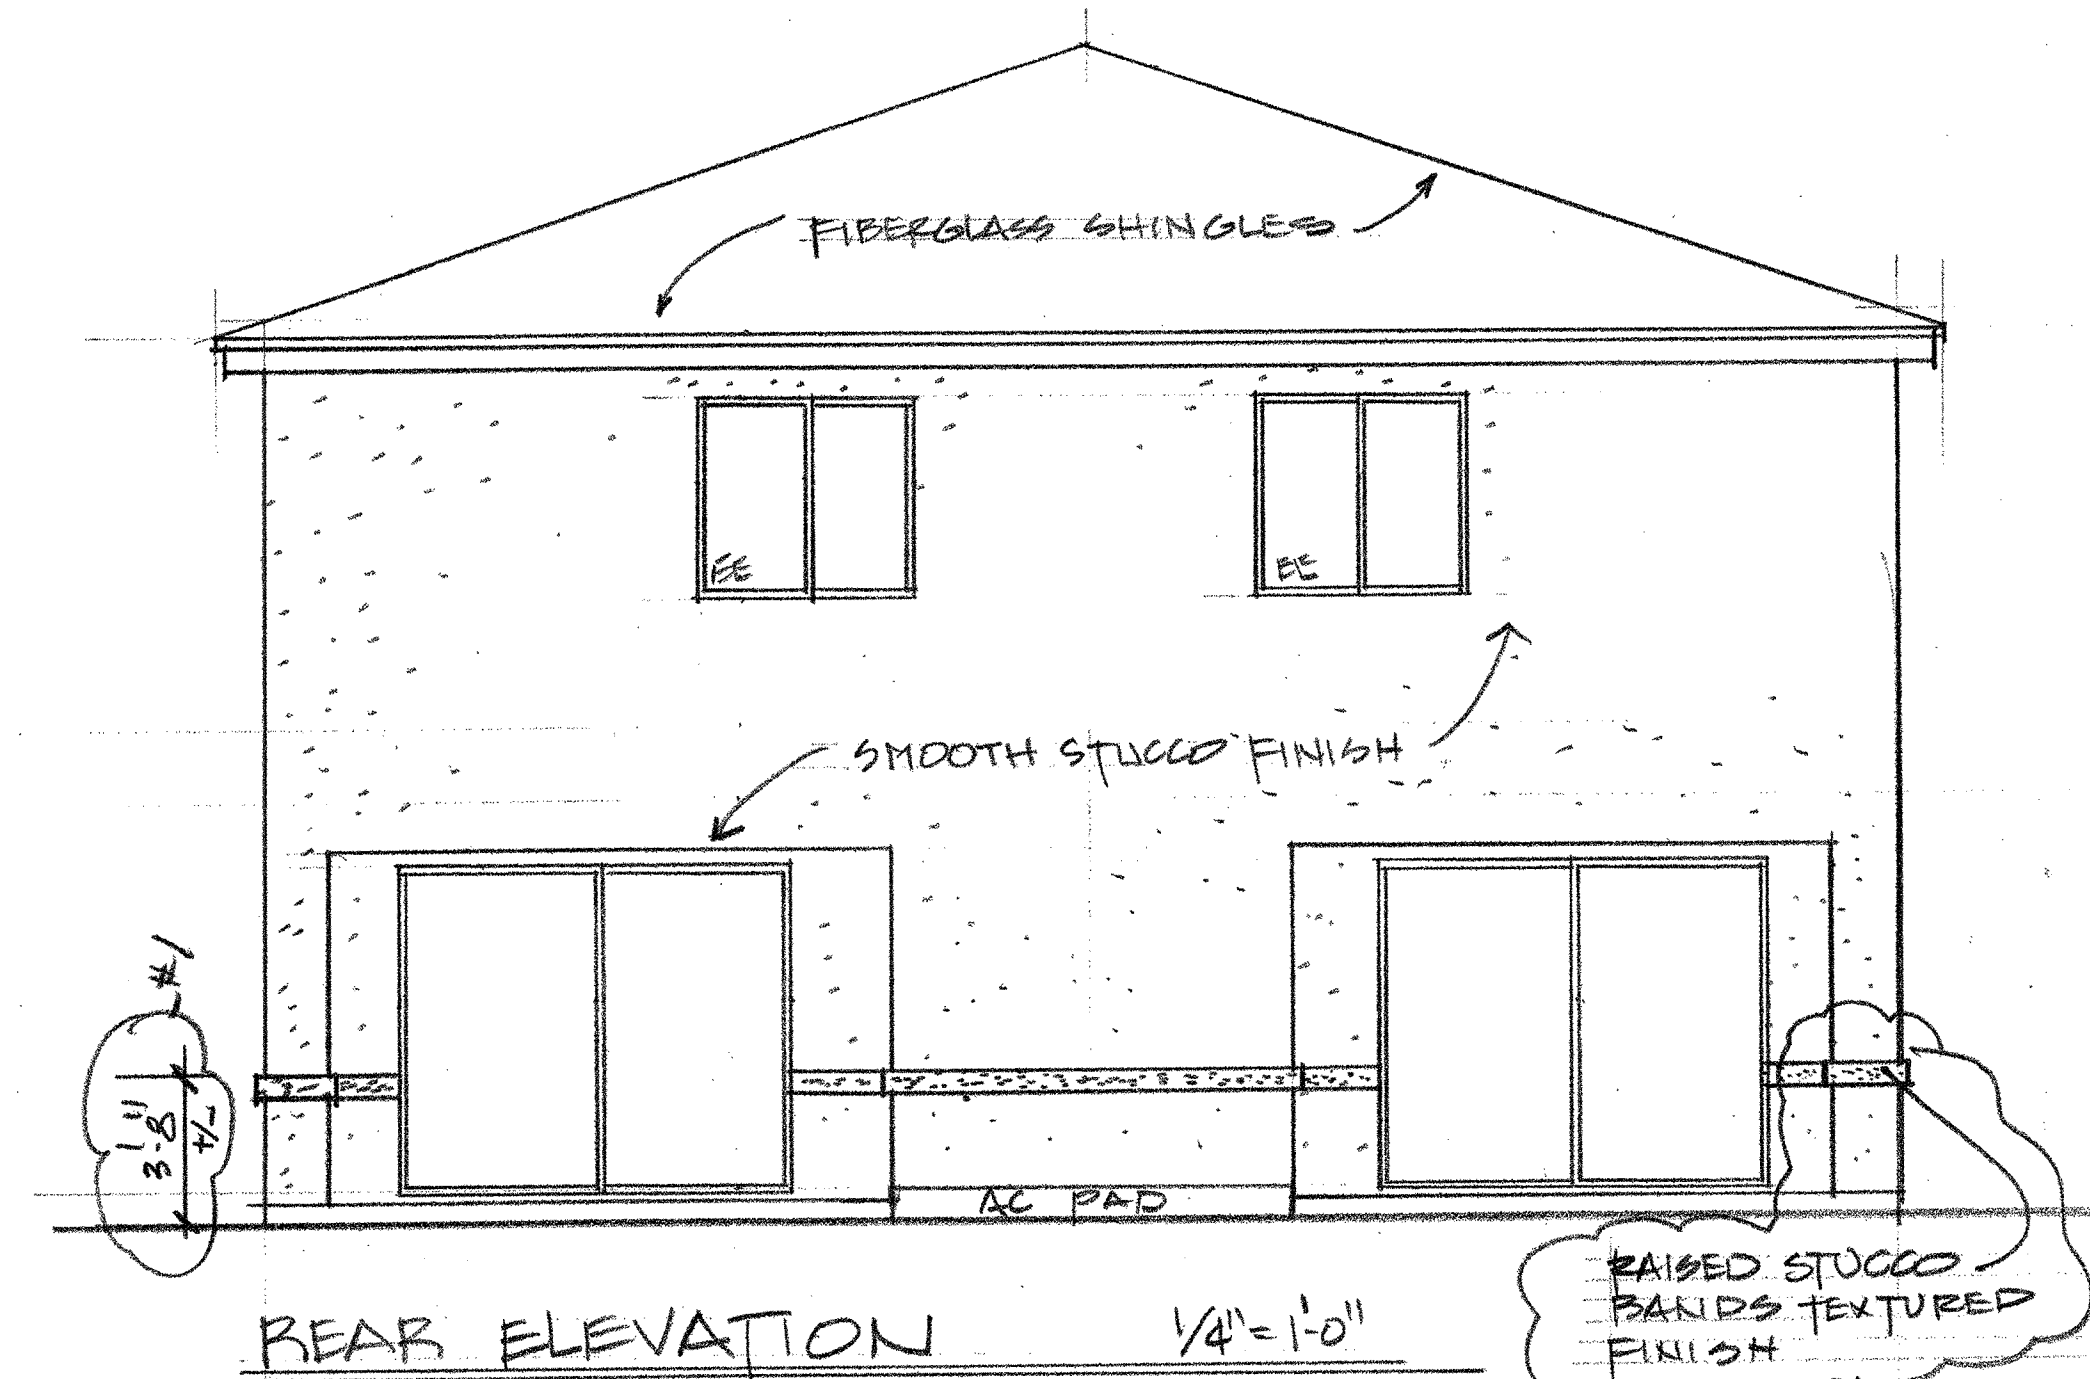 FIBERGLASS SHINGLES
EE
EE
SMOOTH STUCCO FINISH
#1
3'-8"
+/-
AC PAD
RAISED STUCCO
BANDS TEXTURED
FINISH
REAR ELEVATION 1/4" = 1'-0"